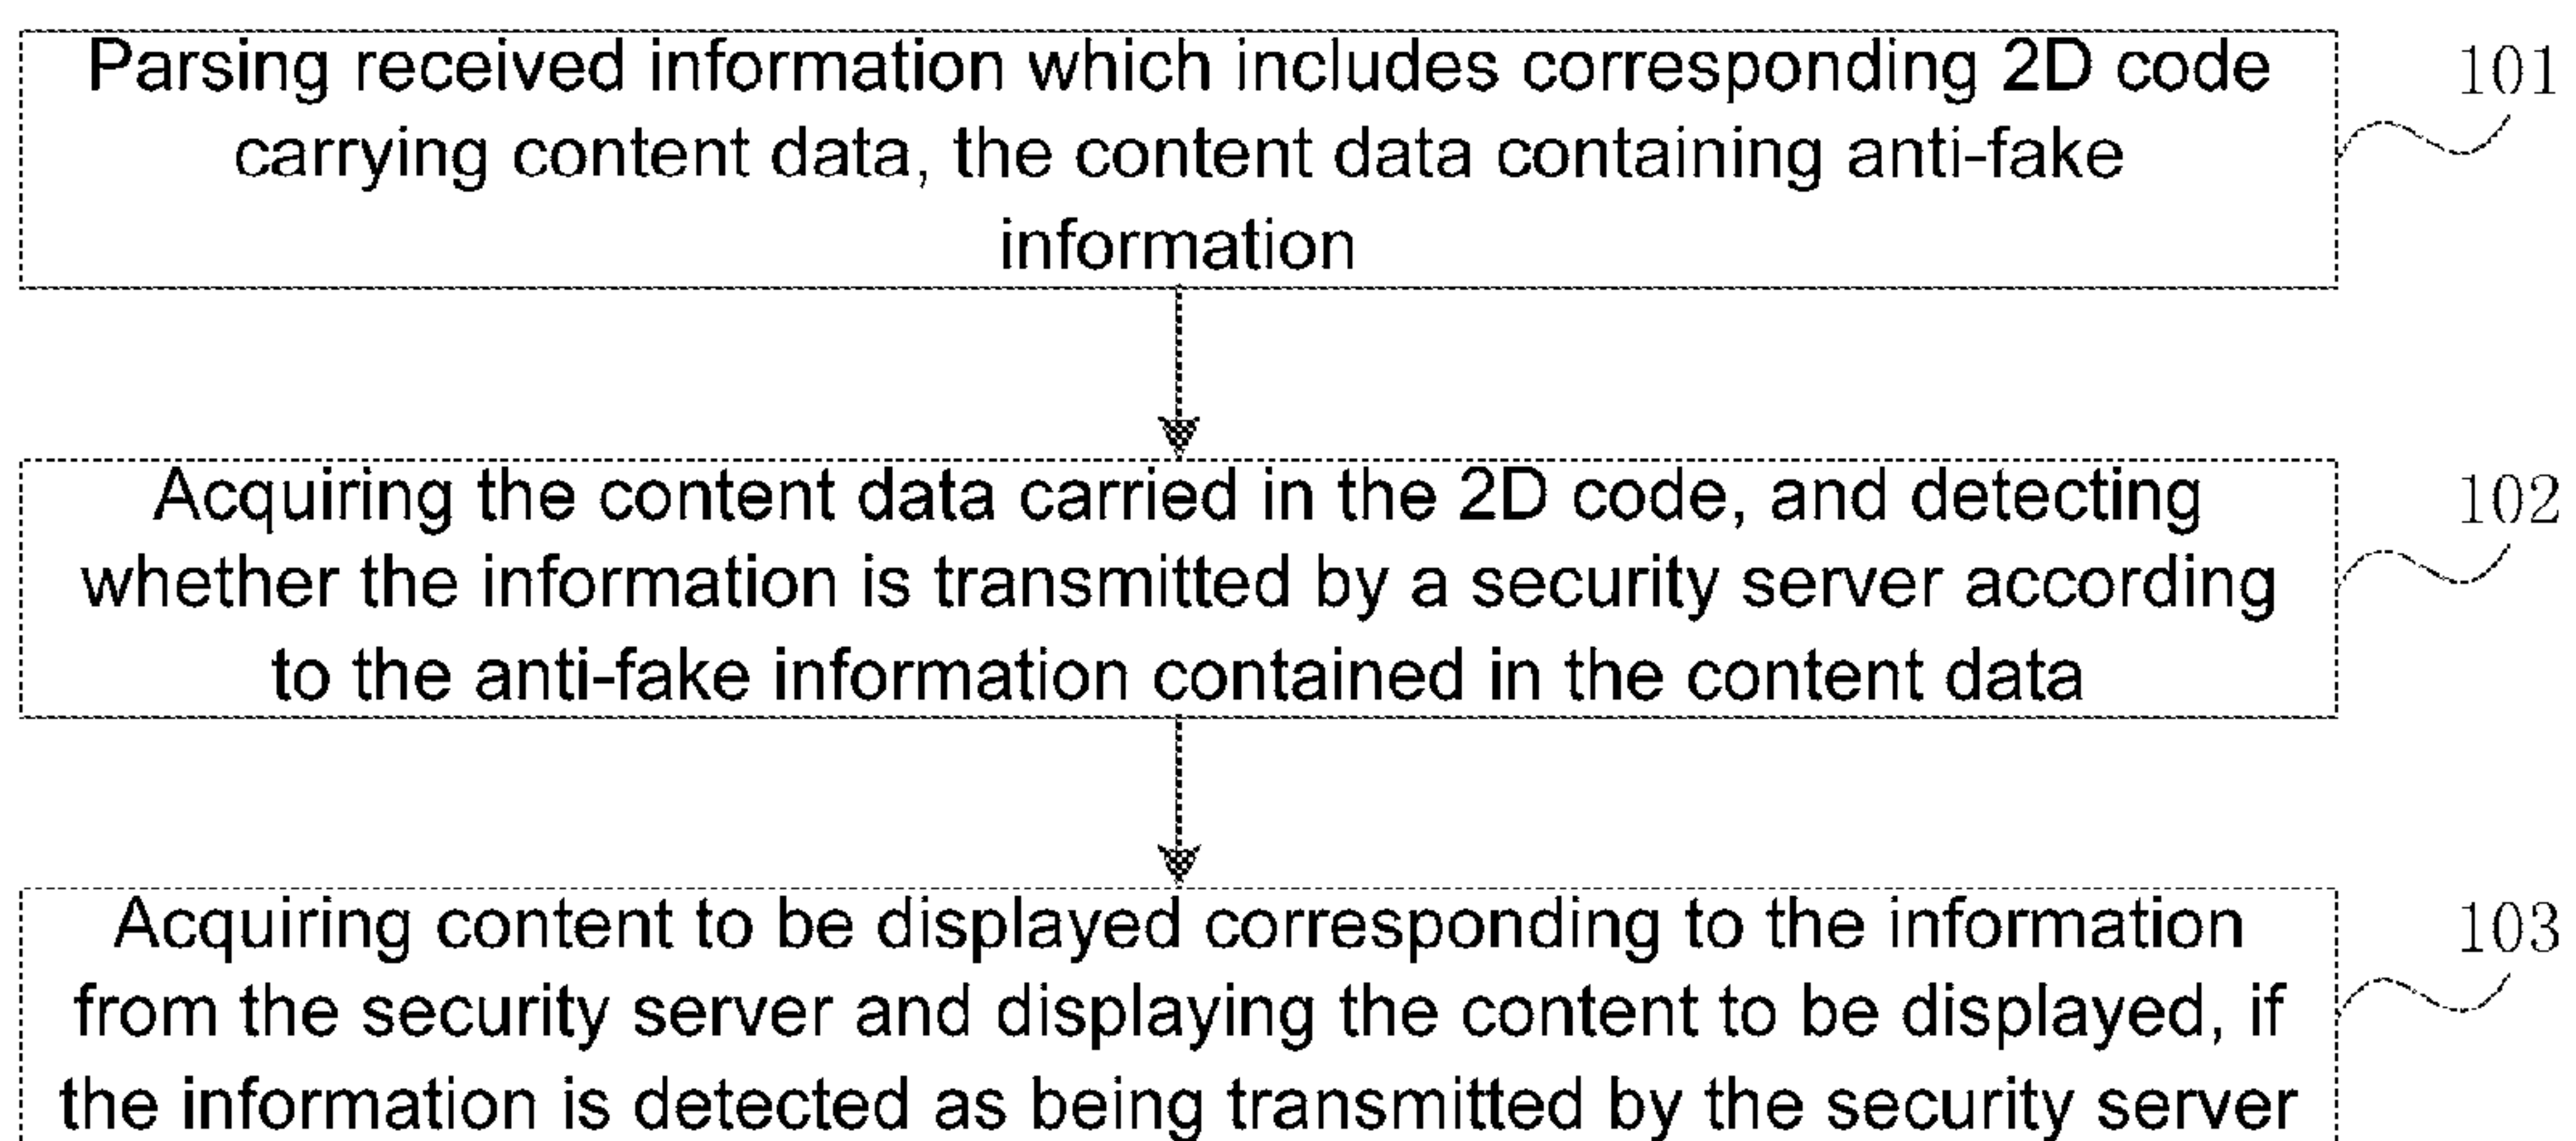 Parsing received information which includes corresponding 2D code
carrying content data, the content data containing anti-fake
information
101
Acquiring the content data carried in the 2D code, and detecting
whether the information is transmitted by a security server according
to the anti-fake information contained in the content data
102
Acquiring content to be displayed corresponding to the information
from the security server and displaying the content to be displayed, if
the information is detected as being transmitted by the security server
103